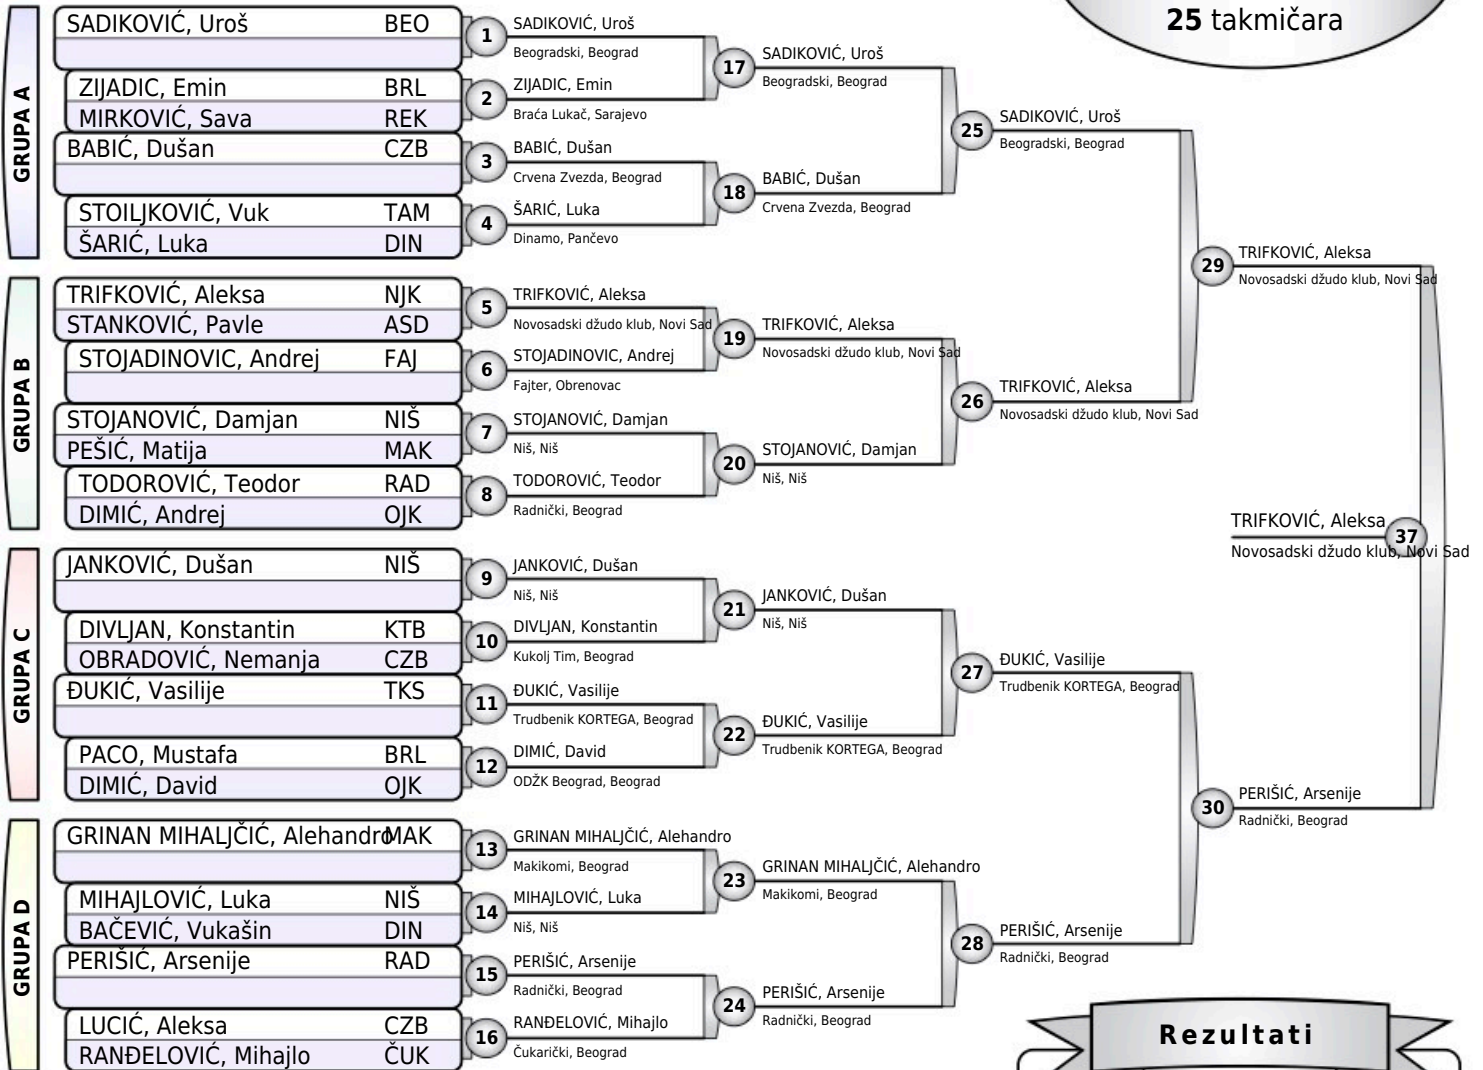 25 takmičara
GRUPA A
SADIKOVIĆ, Uroš BEO
ZIJADIC, Emin BRL
MIRKOVIĆ, Sava REK
BABIĆ, Dušan CZB
STOILJKOVIĆ, Vuk TAM
ŠARIĆ, Luka DIN
GRUPA B
TRIFKOVIĆ, Aleksa NJK
STANKOVIĆ, Pavle ASD
STOJADINOVIC, Andrej FAJ
STOJANOVIĆ, Damjan NIŠ
PEŠIĆ, Matija MAK
TODOROVIĆ, Teodor RAD
DIMIĆ, Andrej OJK
GRUPA C
JANKOVIĆ, Dušan NIŠ
DIVLJAN, Konstantin KTB
OBRADOVIĆ, Nemanja CZB
ĐUKIĆ, Vasilije TKS
PACO, Mustafa BRL
DIMIĆ, David OJK
GRUPA D
GRINAN MIHALJČIĆ, Alehandro MAK
MIHAJLOVIĆ, Luka NIŠ
BAČEVIĆ, Vukašin DIN
PERIŠIĆ, Arsenije RAD
LUCIĆ, Aleksa CZB
RANĐELOVIĆ, Mihajlo ČUK
1 SADIKOVIĆ, Uroš
Beogradski, Beograd
2 ZIJADIC, Emin
Braća Lukač, Sarajevo
3 BABIĆ, Dušan
Crvena Zvezda, Beograd
4 ŠARIĆ, Luka
Dinamo, Pančevo
5 TRIFKOVIĆ, Aleksa
Novosadski džudo klub, Novi Sad
6 STOJADINOVIC, Andrej
Fajter, Obrenovac
7 STOJANOVIĆ, Damjan
Niš, Niš
8 TODOROVIĆ, Teodor
Radnički, Beograd
9 JANKOVIĆ, Dušan
Niš, Niš
10 DIVLJAN, Konstantin
Kukolj Tim, Beograd
11 ĐUKIĆ, Vasilije
Trudbenik KORTEGA, Beograd
12 DIMIĆ, David
ODŽK Beograd, Beograd
13 GRINAN MIHALJČIĆ, Alehandro
Makikomi, Beograd
14 MIHAJLOVIĆ, Luka
Niš, Niš
15 PERIŠIĆ, Arsenije
Radnički, Beograd
16 RANĐELOVIĆ, Mihajlo
Čukarički, Beograd
17 SADIKOVIĆ, Uroš
Beogradski, Beograd
18 BABIĆ, Dušan
Crvena Zvezda, Beograd
19 TRIFKOVIĆ, Aleksa
Novosadski džudo klub, Novi Sad
20 STOJANOVIĆ, Damjan
Niš, Niš
21 JANKOVIĆ, Dušan
Niš, Niš
22 ĐUKIĆ, Vasilije
Trudbenik KORTEGA, Beograd
23 GRINAN MIHALJČIĆ, Alehandro
Makikomi, Beograd
24 PERIŠIĆ, Arsenije
Radnički, Beograd
25 SADIKOVIĆ, Uroš
Beogradski, Beograd
26 TRIFKOVIĆ, Aleksa
Novosadski džudo klub, Novi Sad
27 ĐUKIĆ, Vasilije
Trudbenik KORTEGA, Beograd
28 PERIŠIĆ, Arsenije
Radnički, Beograd
29 TRIFKOVIĆ, Aleksa
Novosadski džudo klub, Novi Sad
30 PERIŠIĆ, Arsenije
Radnički, Beograd
TRIFKOVIĆ, Aleksa 37
Novosadski džudo klub, Novi Sad
Rezultati